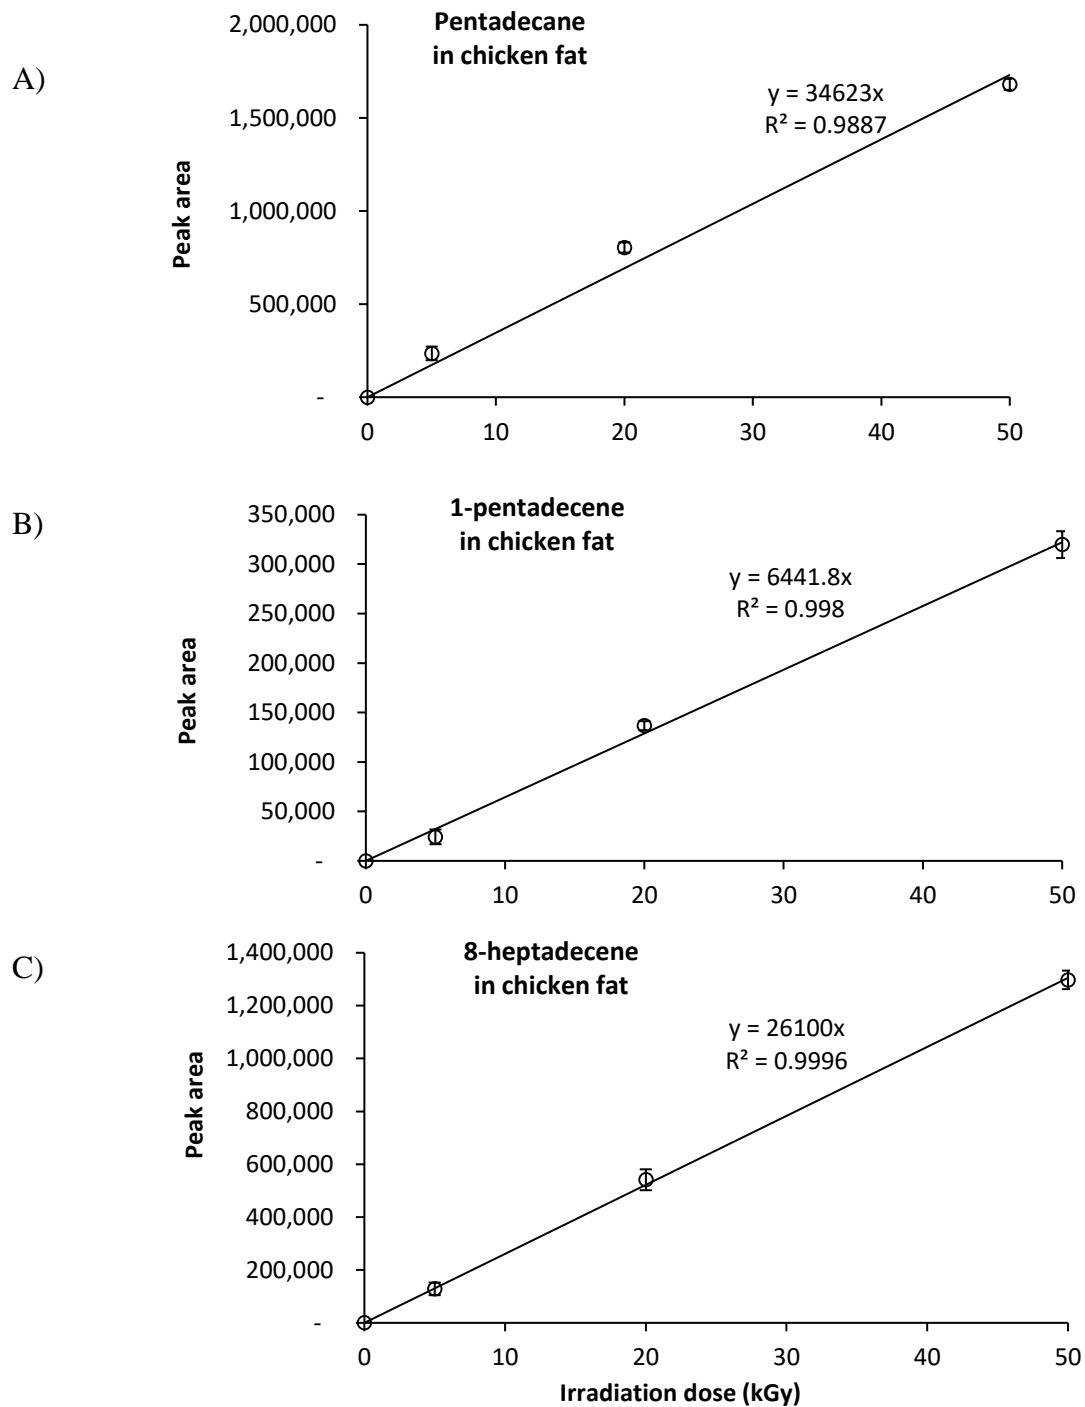 A)
Pentadecane
in chicken fat
y = 34623x
R² = 0.9887
Peak area
2,000,000
1,500,000
1,000,000
500,000
-
0 10 20 30 40 50
B)
1-pentadecene
in chicken fat
y = 6441.8x
R² = 0.998
Peak area
350,000
300,000
250,000
200,000
150,000
100,000
50,000
-
0 10 20 30 40 50
C)
8-heptadecene
in chicken fat
y = 26100x
R² = 0.9996
Peak area
1,400,000
1,200,000
1,000,000
800,000
600,000
400,000
200,000
-
0 10 20 30 40 50
Irradiation dose (kGy)